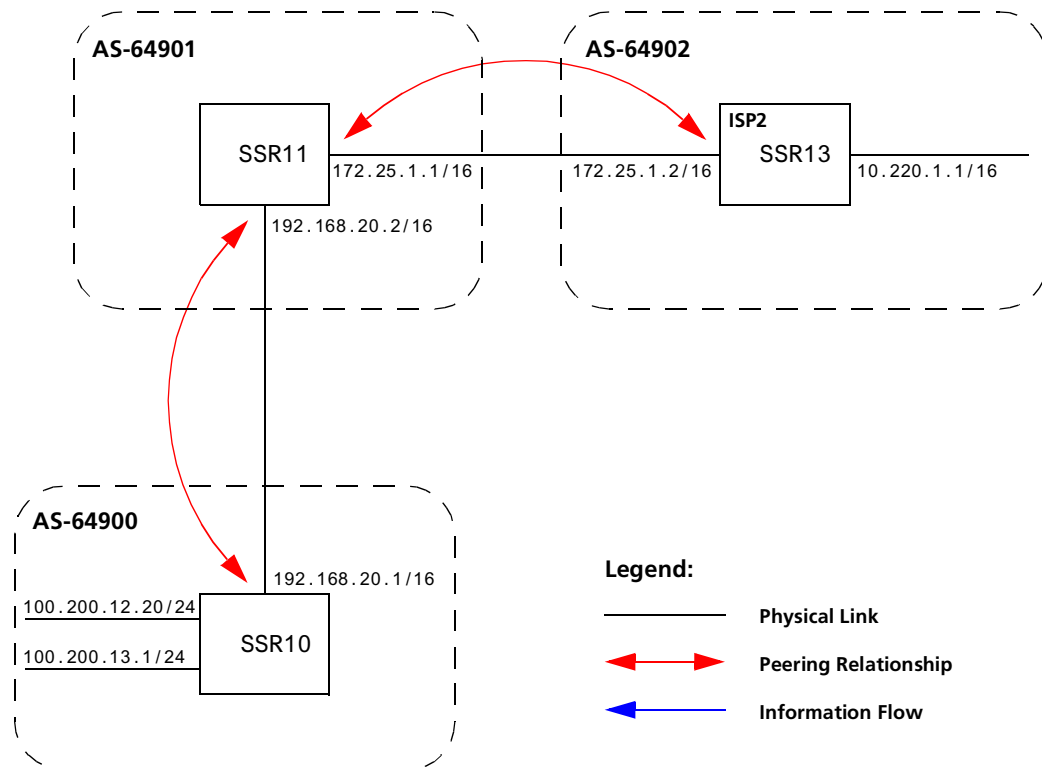 AS-64901
AS-64902
ISP2
SSR11
SSR13
172.25.1.1/16
172.25.1.2/16
10.220.1.1/16
192.168.20.2/16
AS-64900
192.168.20.1/16
100.200.12.20/24
SSR10
100.200.13.1/24
Legend:
Physical Link
Peering Relationship
Information Flow